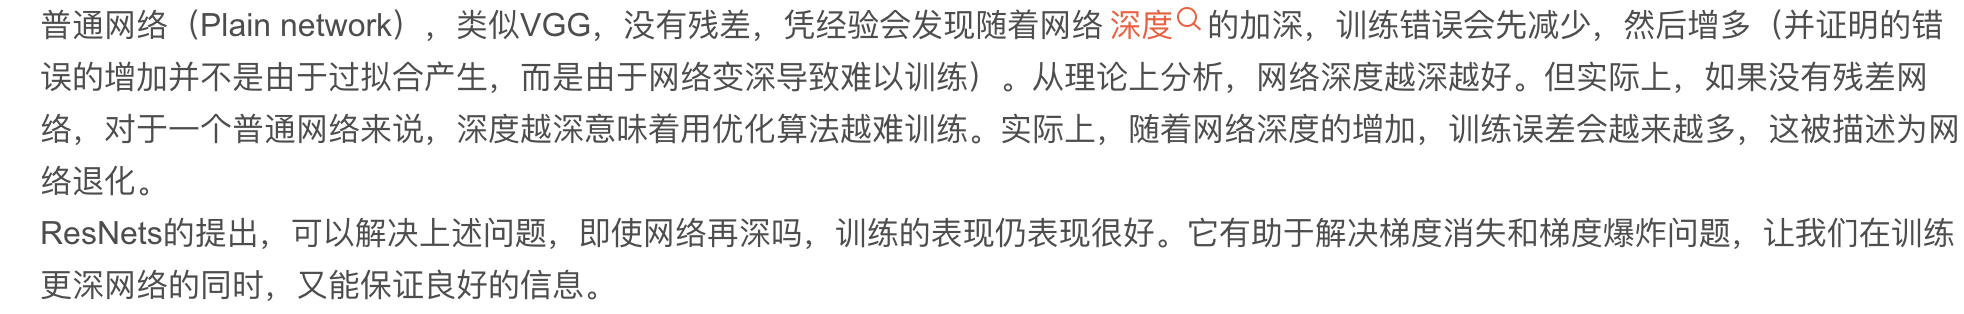 普通网络（Plain network），类似VGG，没有残差，凭经验会发现随着网络 深度 的加深，训练错误会先减少，然后增多（并证明的错
误的增加并不是由于过拟合产生，而是由于网络变深导致难以训练）。从理论上分析，网络深度越深越好。但实际上，如果没有残差网
络，对于一个普通网络来说，深度越深意味着用优化算法越难训练。实际上，随着网络深度的增加，训练误差会越来越多，这被描述为网
络退化。
ResNets的提出，可以解决上述问题，即使网络再深吗，训练的表现仍表现很好。它有助于解决梯度消失和梯度爆炸问题，让我们在训练
更深网络的同时，又能保证良好的信息。